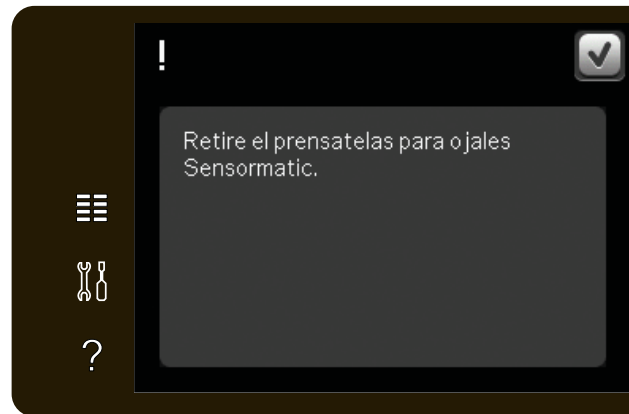 !
Retire el prensatelas para ojales
Sensormatic.
?